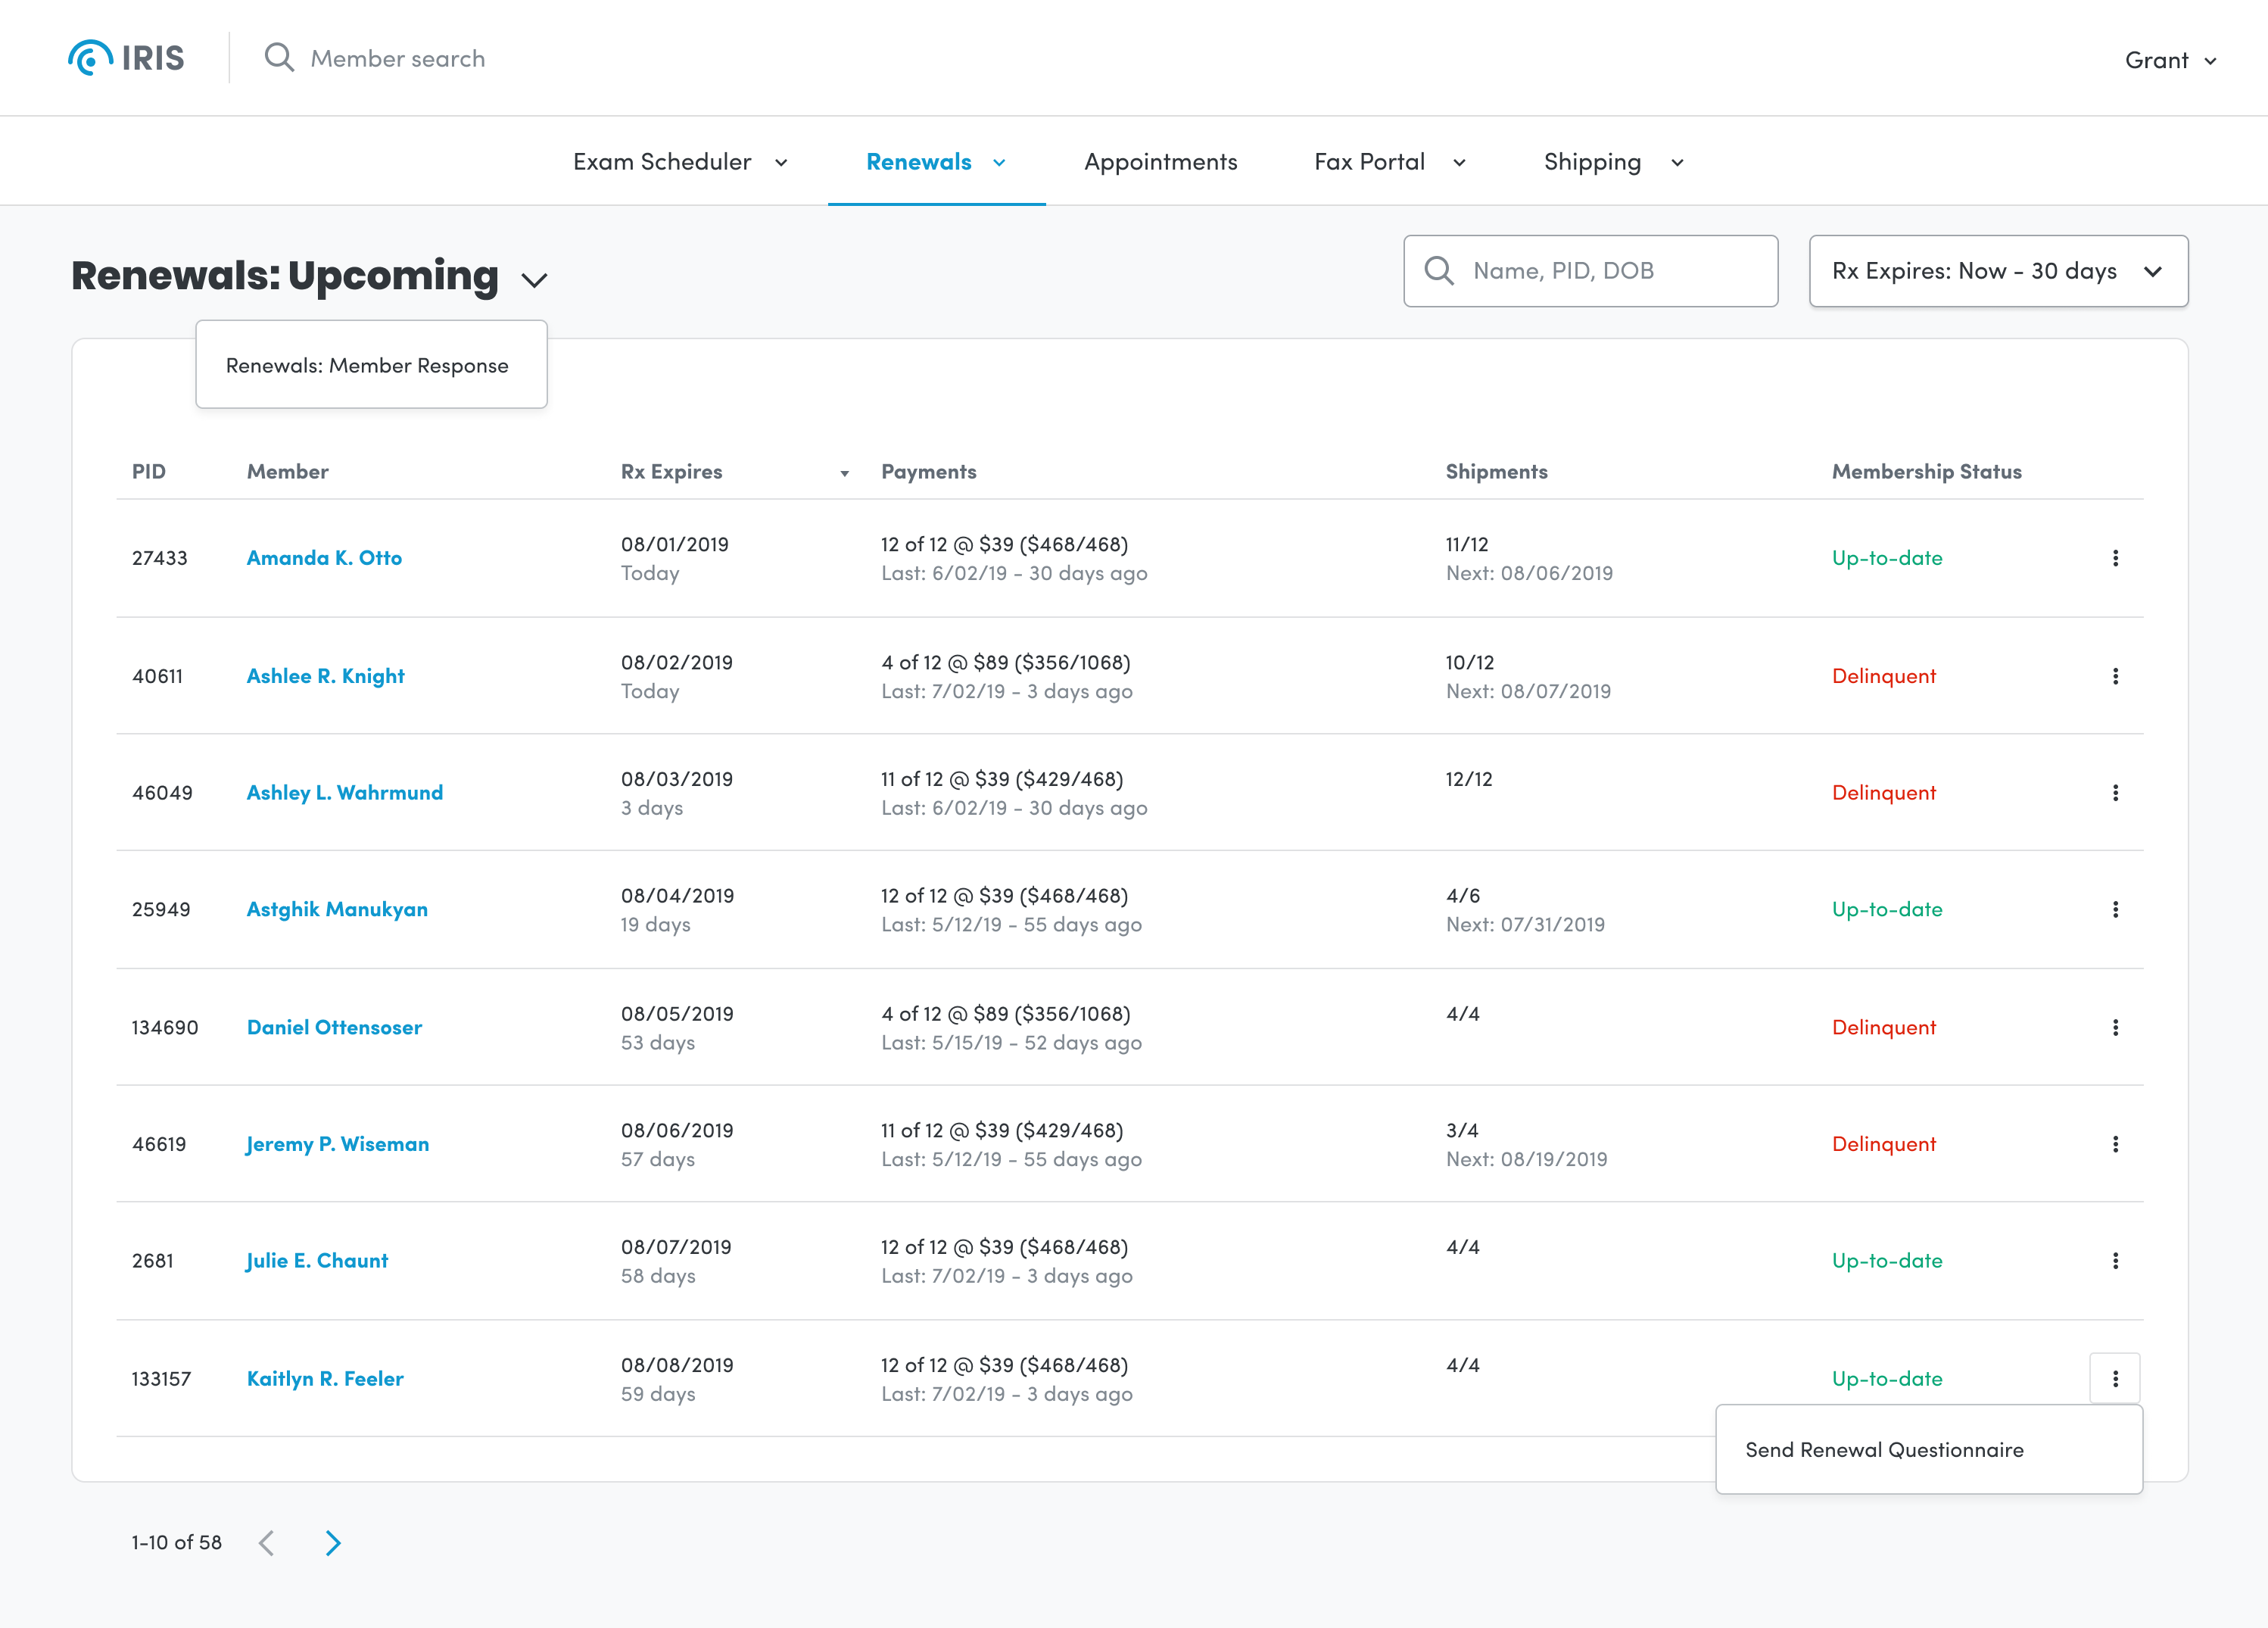 IRIS
Member search
Grant
Exam Scheduler
Renewals
Appointments
Fax Portal
Shipping
Renewals: Upcoming
Name, PID, DOB
Rx Expires: Now - 30 days
Renewals: Member Response
PID Member Rx Expires Payments Shipments Membership Status
08/01/2019 12 of 12 @ $39 ($468/468) 11/12
27433 Amanda K. Otto Up-to-date
Today Last: 6/02/19 - 30 days ago Next: 08/06/2019
08/02/2019 4 of 12 @ $89 ($356/1068) 10/12
40611 Ashlee R. Knight Delinquent
Today Last: 7/02/19 - 3 days ago Next: 08/07/2019
08/03/2019 11 of 12 @ $39 ($429/468) 12/12
46049 Ashley L. Wahrmund Delinquent
3 days Last: 6/02/19 - 30 days ago
08/04/2019 12 of 12 @ $39 ($468/468) 4/6
25949 Astghik Manukyan Up-to-date
19 days Last: 5/12/19 - 55 days ago Next: 07/31/2019
08/05/2019 4 of 12 @ $89 ($356/1068) 4/4
134690 Daniel Ottensoser Delinquent
53 days Last: 5/15/19 - 52 days ago
08/06/2019 11 of 12 @ $39 ($429/468) 3/4
46619 Jeremy P. Wiseman Delinquent
57 days Last: 5/12/19 - 55 days ago Next: 08/19/2019
08/07/2019 12 of 12 @ $39 ($468/468) 4/4
2681 Julie E. Chaunt Up-to-date
58 days Last: 7/02/19 - 3 days ago
08/08/2019 12 of 12 @ $39 ($468/468) 4/4
133157 Kaitlyn R. Feeler Up-to-date
59 days Last: 7/02/19 - 3 days ago
Send Renewal Questionnaire
1-10 of 58